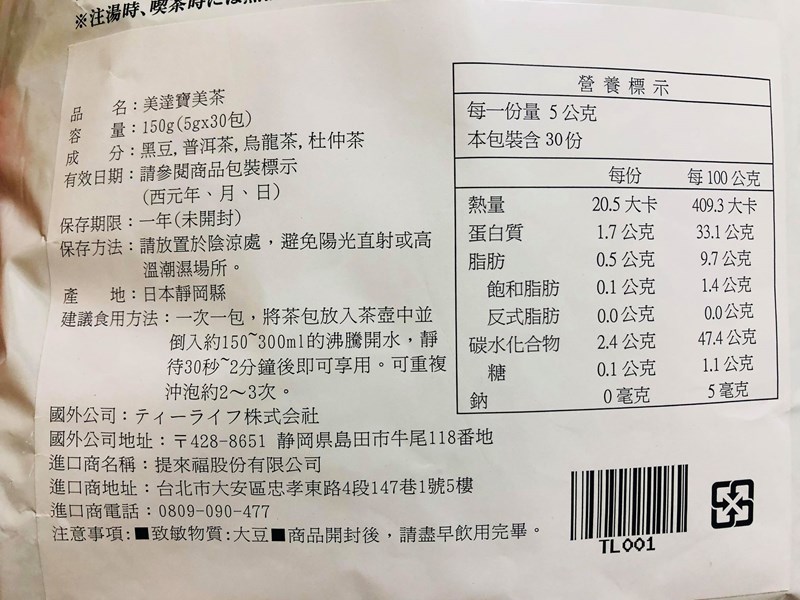 ※注湯時、喫茶時には
品　　名：美達寶美茶
容　　量：150g(5gx30包)
成　　分：黑豆,普洱茶,烏龍茶,杜仲茶
有效日期：請參閱商品包裝標示
(西元年、月、日)
保存期限：一年(未開封)
保存方法：請放置於陰涼處，避免陽光直射或高
溫潮濕場所。
產　　地：日本靜岡縣
建議食用方法：一次一包，將茶包放入茶壺中並
倒入約150~300ml的沸騰開水，靜
待30秒~2分鐘後即可享用。可重複
沖泡約2～3次。
國外公司：ティーライフ株式会社
國外公司地址：〒428-8651 静岡県島田市牛尾118番地
進口商名稱：提來福股份有限公司
進口商地址：台北市大安區忠孝東路4段147巷1號5樓
進口商電話：0809-090-477
注意事項:■致敏物質:大豆■商品開封後，請盡早飲用完畢。
營養標示
每一份量 5 公克
本包裝含 30 份
每份 每 100 公克
熱量 20.5 大卡 409.3 大卡
蛋白質 1.7 公克 33.1 公克
脂肪 0.5 公克 9.7 公克
飽和脂肪 0.1 公克 1.4 公克
反式脂肪 0.0 公克 0.0 公克
碳水化合物 2.4 公克 47.4 公克
糖 0.1 公克 1.1 公克
鈉 0 毫克 5 毫克
TL001